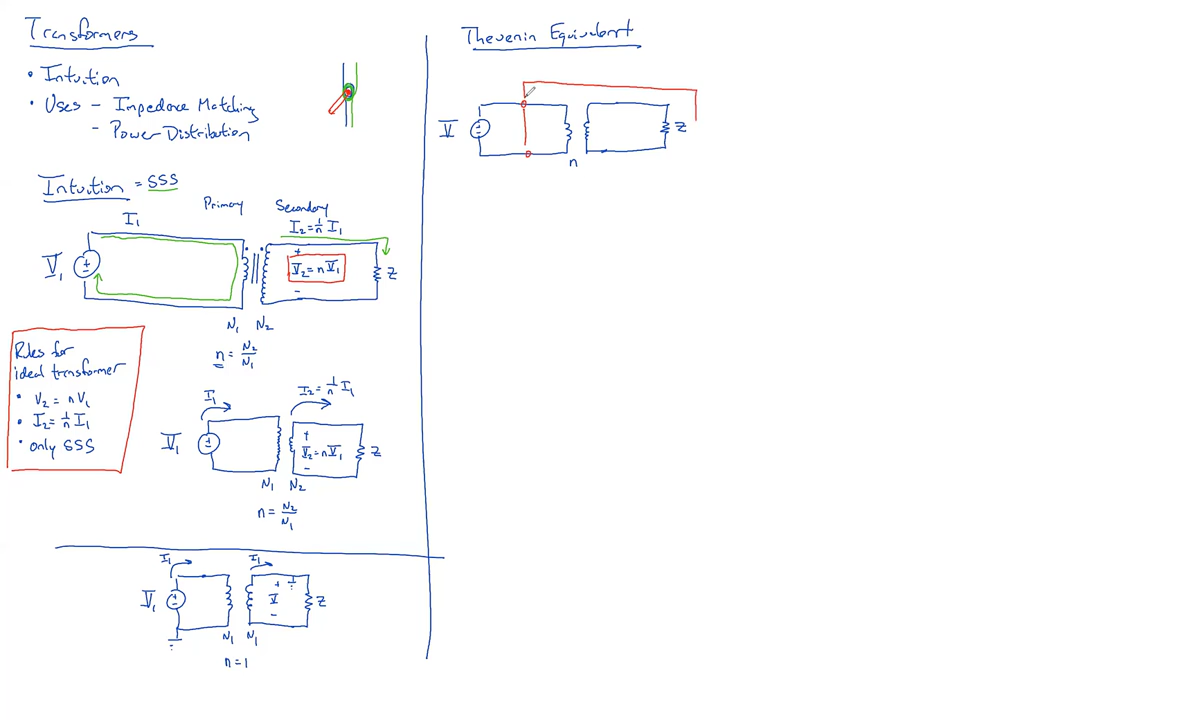 Transformers
• Intuition
• Uses - Impedance Matching
- Power Distribution
Intuition = SSS
Primary
Secondary
I₁
I₂ = 1/n I₁
V₁
+
V₂ = nV₁
-
Z
N₁ N₂
n = N₂/N₁
Rules for
ideal transformer
• V₂ = nV₁
• I₂ = 1/n I₁
• only SSS
I₁
I₂ = 1/n I₁
V₁
+
V₂ = nV₁
-
Z
N₁ N₂
n = N₂/N₁
I₁
I₁
V₁
+
V
-
Z
N₁ N₁
n = 1
Thevenin Equivalent
V
Z
n